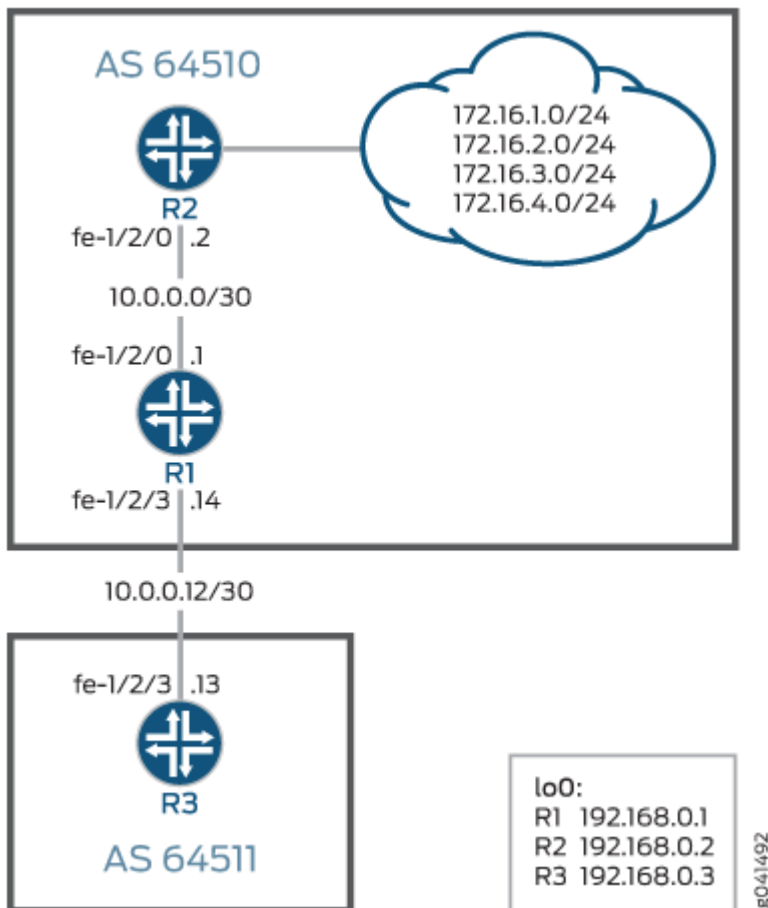 AS 64510
172.16.1.0/24
172.16.2.0/24
172.16.3.0/24
172.16.4.0/24
R2
fe-1/2/0 .2
10.0.0.0/30
fe-1/2/0 .1
R1
fe-1/2/3 .14
10.0.0.12/30
fe-1/2/3 .13
R3
AS 64511
lo0:
R1 192.168.0.1
R2 192.168.0.2
R3 192.168.0.3
g041492